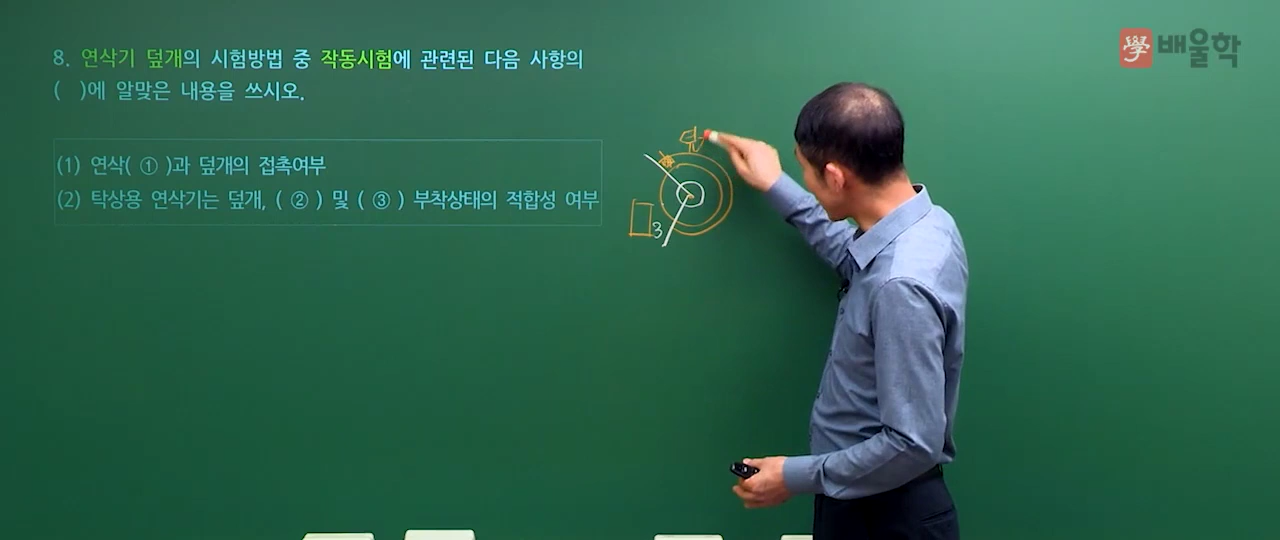 學 배울학
8. 연삭기 덮개의 시험방법 중 작동시험에 관련된 다음 사항의
( )에 알맞은 내용을 쓰시오.
(1) 연삭( ① )과 덮개의 접촉여부
(2) 탁상용 연삭기는 덮개, ( ② ) 및 ( ③ ) 부착상태의 적합성 여부
3